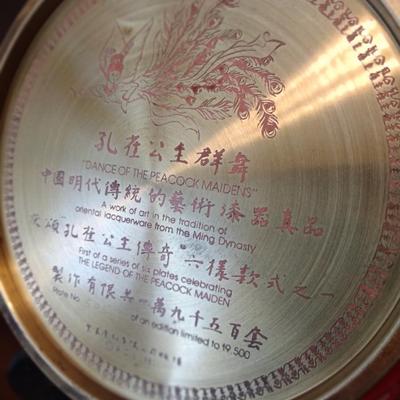 孔雀公主群舞
"DANCE OF THE PEACOCK MAIDENS"
中國明代傳統的藝術漆器真品
A work of art in the tradition of
oriental lacquerware from the Ming Dynasty
頌"孔雀公主傳奇"六樣款式之一
First of a series of six plates celebrating
THE LEGEND OF THE PEACOCK MAIDEN
製作有限共一萬九千五百套
Plate No.
of an edition limited to 19,500